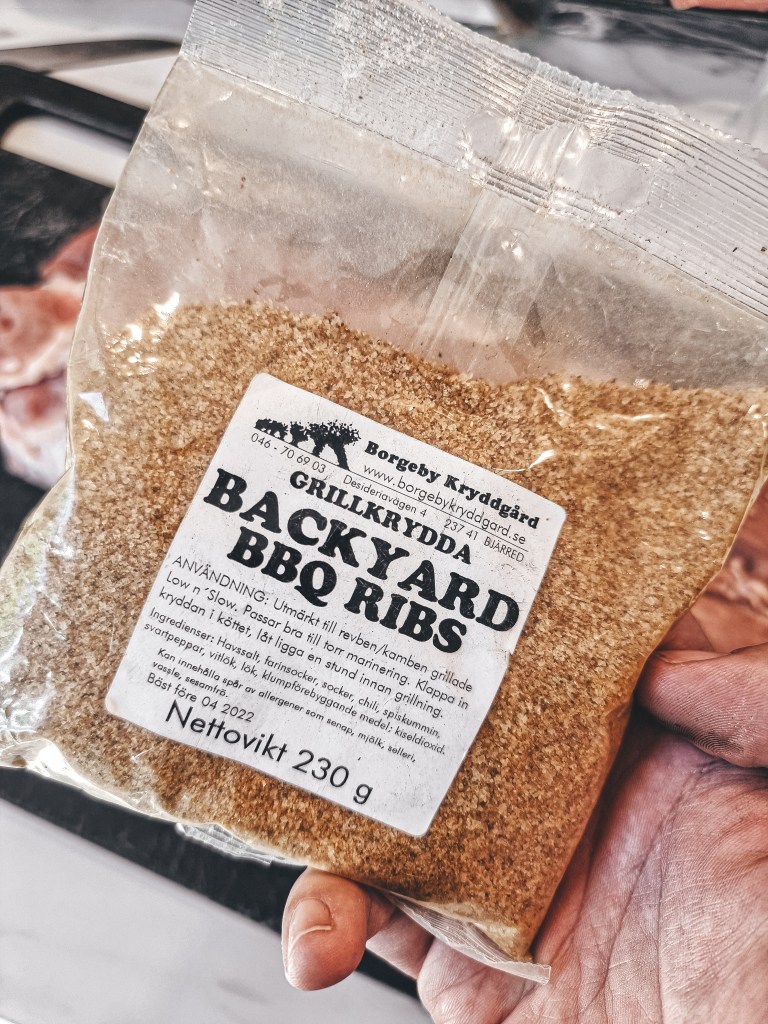 Borgeby Kryddgård
www.borgebykryddgard.se
046 - 70 69 03 Desideriavägen 4 237 41 BJÄRRED
GRILLKRYDDA
BACKYARD
BBQ RIBS
ANVÄNDNING: Utmärkt till revben/kamben grillade
Low n´Slow. Passar bra till torr marinering. Klappa in
kryddan i köttet, låt ligga en stund innan grillning.
Ingredienser: Havssalt, farinsocker, socker, chili, spiskummin,
svartpeppar, vitlök, lök, klumpförebyggande medel; kiseldioxid.
Kan innehålla spår av allergener som senap, mjölk, selleri,
vassle, sesamfrö.
Bäst före 04 2022
Nettovikt 230 g